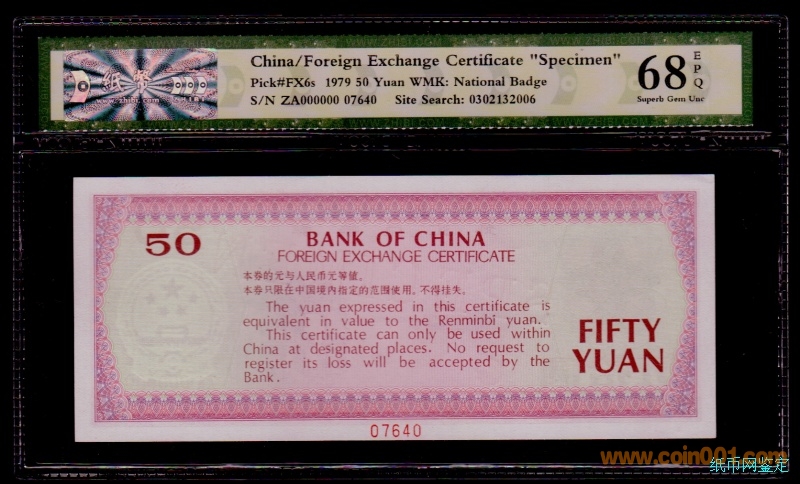 China/Foreign Exchange Certificate "Specimen"
Pick#FX6s 1979 50 Yuan WMK: National Badge
S/N ZA000000 07640 Site Search: 0302132006
68
EPQ
Superb Gem Unc
www.zhibi.com
50
BANK OF CHINA
FOREIGN EXCHANGE CERTIFICATE
本券的元与人民币元等值。
本券只限在中国境内指定的范围使用，不得挂失。
The yuan expressed in this certificate is
equivalent in value to the Renminbi yuan.
This certificate can only be used within
China at designated places. No request to
register its loss will be accepted by the
Bank.
FIFTY
YUAN
07640
www.coin001.com
纸币网鉴定